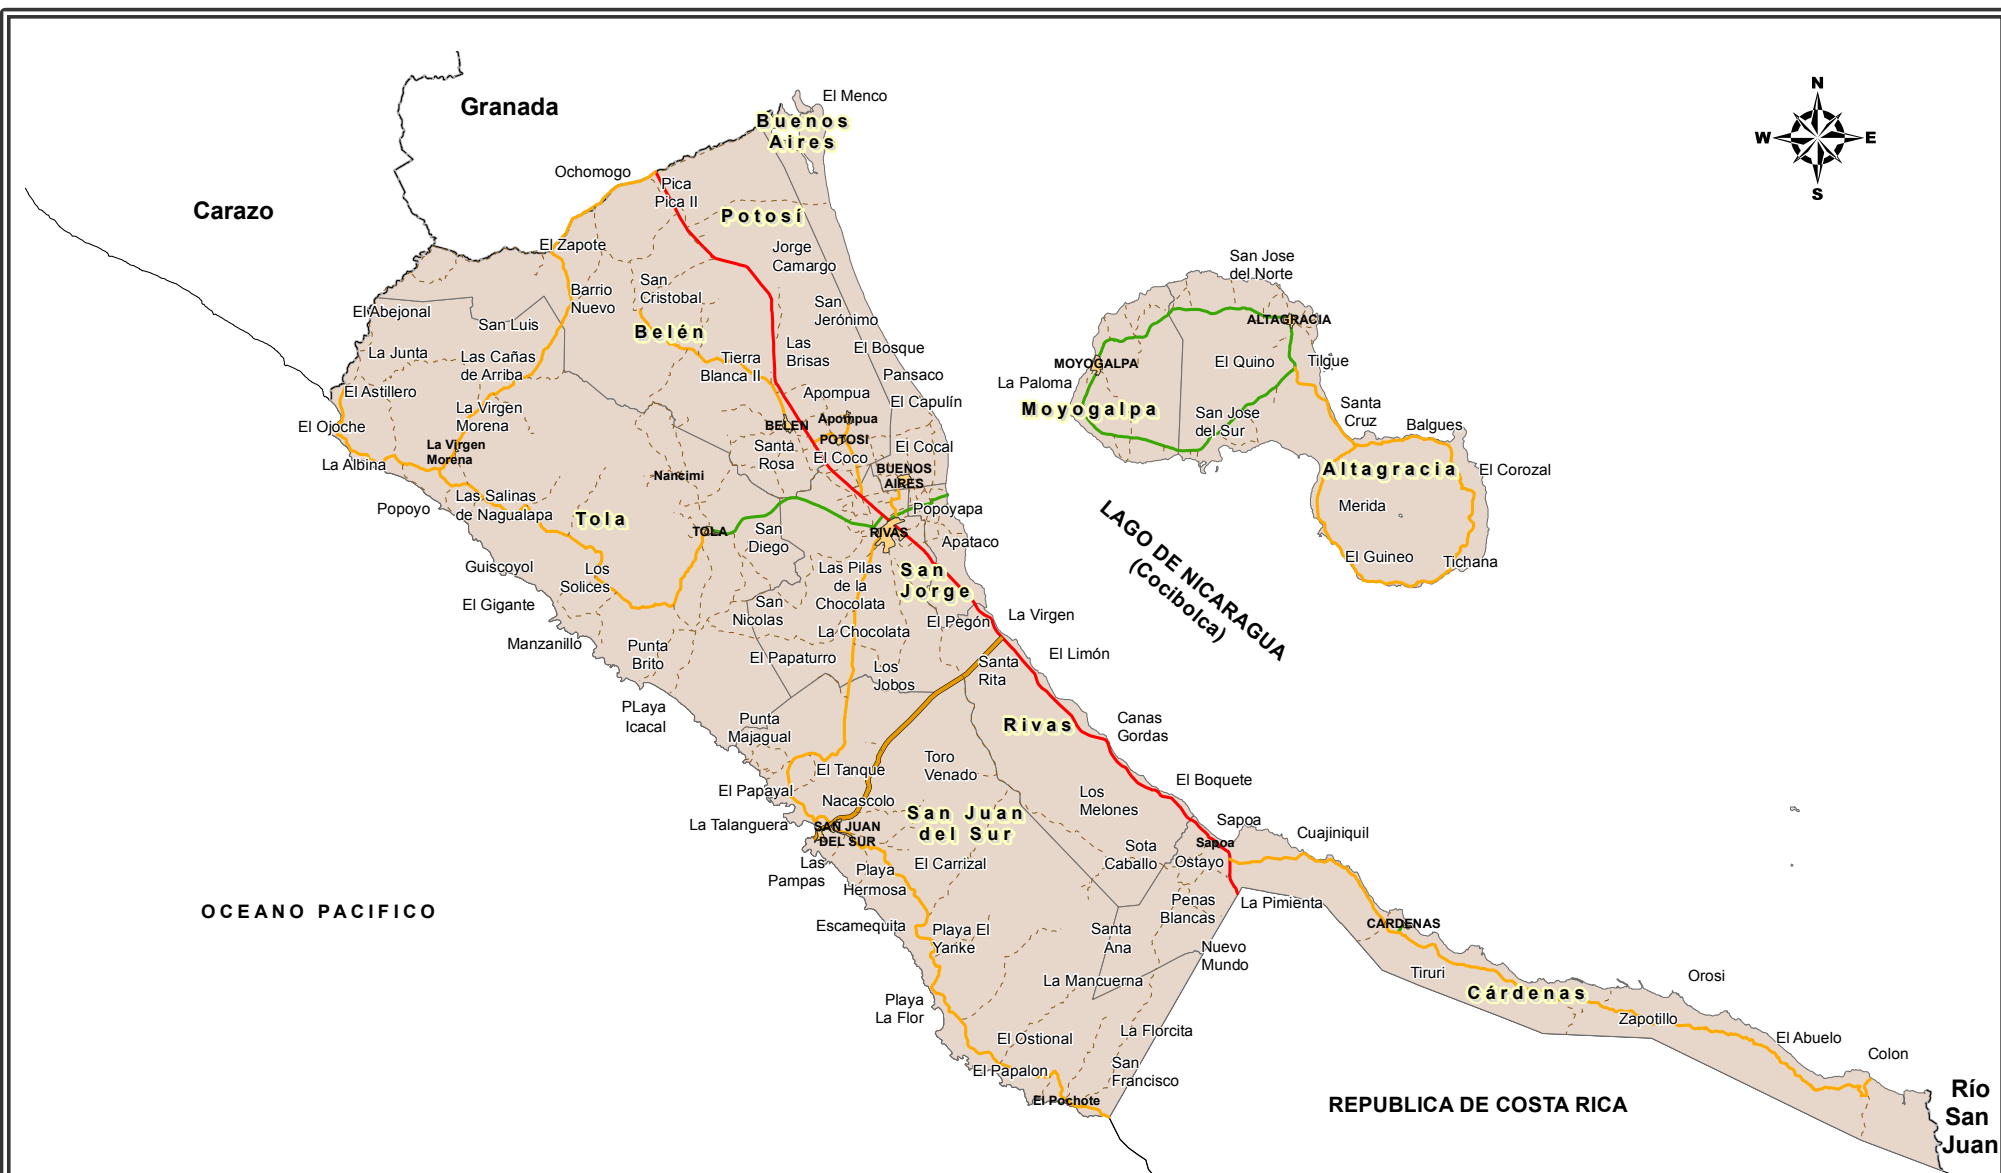 N
W
E
S
Granada
Carazo
El Menco
Buenos
Aires
Ochomogo
Pica
Pica II
Potosí
El Zapote
Jorge
Camargo
San
Cristobal
Barrio
Nuevo
San
Jerónimo
El Abejonal
San Luis
Belén
Las
Brisas
El Bosque
La Junta
Las Cañas
de Arriba
Tierra
Blanca II
Pansaco
El Astillero
Apompua
El Capulín
La Virgen
Morena
Apompua
El Ojoche
BELEN
La Virgen
Morena
POTOSI
Santa
Rosa
El Coco
El Cocal
La Albina
Nancimi
BUENOS
AIRES
Las Salinas
de Nagualapa
Popoyo
Tola
Popoyapa
TOLA
San
Diego
RIVAS
Apataco
Guiscoyol
Los
Solices
Las Pilas
de la
Chocolata
San
Jorge
El Gigante
San
Nicolas
La Virgen
El Pegón
Manzanillo
La Chocolata
Punta
Brito
El Papaturro
Los
Jobos
Santa
Rita
El Limón
PLaya
Icacal
Punta
Majagual
Rivas
Canas
Gordas
El Tanque
Toro
Venado
El Boquete
El Papayal
Nacascolo
Los
Melones
La Talanguera
SAN JUAN
DEL SUR
San Juan
del Sur
Sapoa
Cuajiniquil
Sapoa
Las
Pampas
Playa
Hermosa
El Carrizal
Sota
Caballo
Ostayo
Penas
Blancas
La Pimienta
Escamequita
Playa El
Yanke
Santa
Ana
CARDENAS
Nuevo
Mundo
La Mancuerna
Tiruri
Orosi
Cárdenas
Playa
La Flor
Zapotillo
El Ostional
La Florcita
El Abuelo
El Papalon
San
Francisco
Colon
El Pochote
San Jose
del Norte
ALTAGRACIA
MOYOGALPA
El Quino
Tilgue
La Paloma
Moyogalpa
San Jose
del Sur
Santa
Cruz
Balgues
Altagracia
El Corozal
Merida
El Guineo
Tichana
LAGO DE NICARAGUA
(Cocibolca)
OCEANO PACIFICO
REPUBLICA DE COSTA RICA
Río
San
Juan